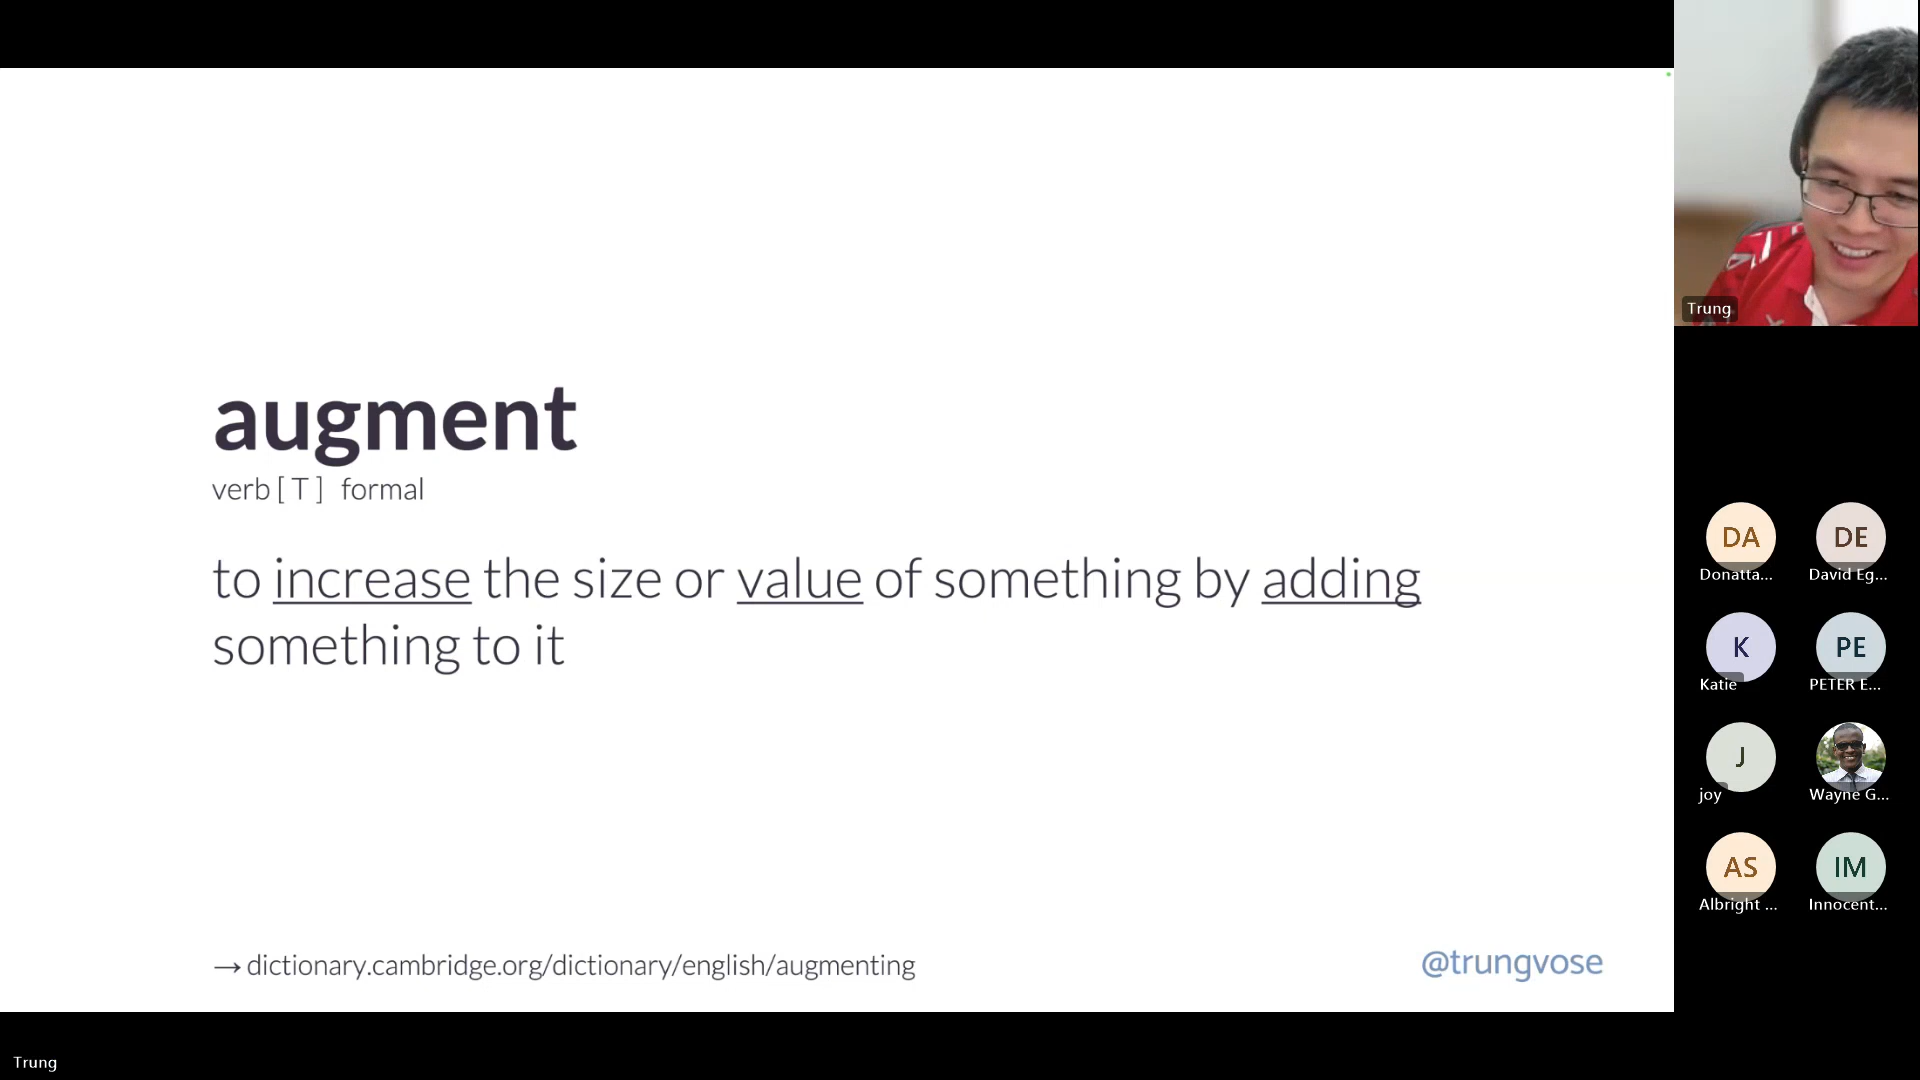 augment
verb [ T ] formal
to increase the size or value of something by adding
something to it
→ dictionary.cambridge.org/dictionary/english/augmenting
@trungvose
Trung
DA
DE
Donatta...
David Eg...
K
PE
Katie
PETER E...
J
joy
Wayne G...
AS
IM
Albright ...
Innocent...
Trung